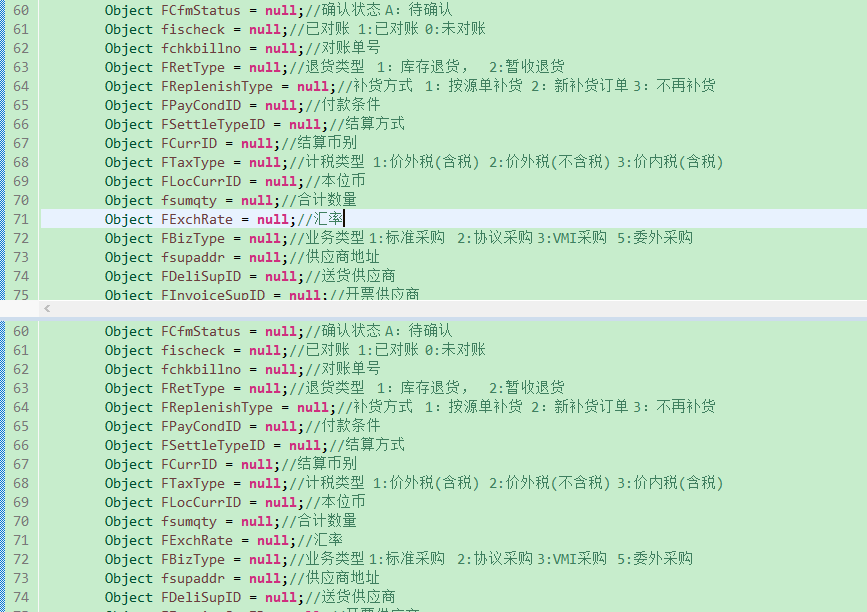 60 Object FCfmStatus = null;//确认状态 A: 待确认
61 Object fischeck = null;//已对账 1:已对账 0:未对账
62 Object fchkbillno = null;//对账单号
63 Object FRetType = null;//退货类型 1: 库存退货, 2:暂收退货
64 Object FReplenishType = null;//补货方式 1: 按源单补货 2: 新补货订单 3: 不再补货
65 Object FPayCondID = null;//付款条件
66 Object FSettleTypeID = null;//结算方式
67 Object FCurrID = null;//结算币别
68 Object FTaxType = null;//计税类型 1:价外税(含税) 2:价外税(不含税) 3:价内税(含税)
69 Object FLocCurrID = null;//本位币
70 Object fsumqty = null;//合计数量
71 Object FExchRate = null;//汇率
72 Object FBizType = null;//业务类型 1:标准采购 2:协议采购 3:VMI采购 5:委外采购
73 Object fsupaddr = null;//供应商地址
74 Object FDeliSupID = null;//送货供应商
75 Object FInvoiceSupID = null;//开票供应商
60 Object FCfmStatus = null;//确认状态 A: 待确认
61 Object fischeck = null;//已对账 1:已对账 0:未对账
62 Object fchkbillno = null;//对账单号
63 Object FRetType = null;//退货类型 1: 库存退货, 2:暂收退货
64 Object FReplenishType = null;//补货方式 1: 按源单补货 2: 新补货订单 3: 不再补货
65 Object FPayCondID = null;//付款条件
66 Object FSettleTypeID = null;//结算方式
67 Object FCurrID = null;//结算币别
68 Object FTaxType = null;//计税类型 1:价外税(含税) 2:价外税(不含税) 3:价内税(含税)
69 Object FLocCurrID = null;//本位币
70 Object fsumqty = null;//合计数量
71 Object FExchRate = null;//汇率
72 Object FBizType = null;//业务类型 1:标准采购 2:协议采购 3:VMI采购 5:委外采购
73 Object fsupaddr = null;//供应商地址
74 Object FDeliSupID = null;//送货供应商